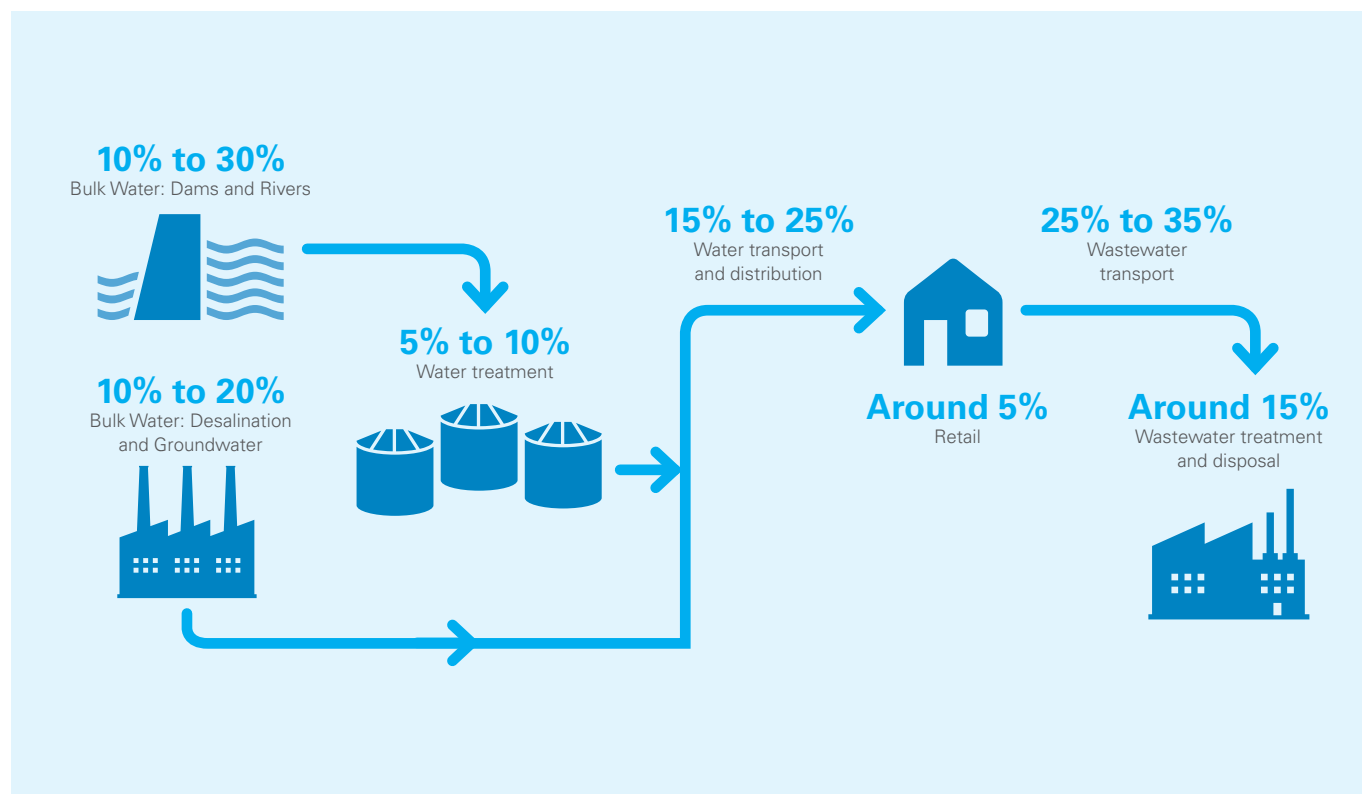 10% to 30%
Bulk Water: Dams and Rivers
10% to 20%
Bulk Water: Desalination
and Groundwater
5% to 10%
Water treatment
15% to 25%
Water transport
and distribution
Around 5%
Retail
25% to 35%
Wastewater
transport
Around 15%
Wastewater treatment
and disposal